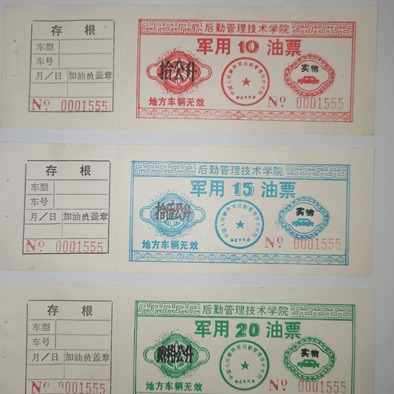 存 根
车型
车号
月／日 加油员盖章
Nº 0001555
后勤管理技术学院
军用10油票
拾公升
实物
地方车辆无效
Nº 0001555
存 根
车型
车号
月／日 加油员盖章
Nº 0001555
后勤管理技术学院
军用15油票
拾伍公升
实物
地方车辆无效
Nº 0001555
存 根
车型
车号
月／日 加油员盖章
Nº 0001555
后勤管理技术学院
军用20油票
贰拾公升
实物
地方车辆无效
Nº 0001555